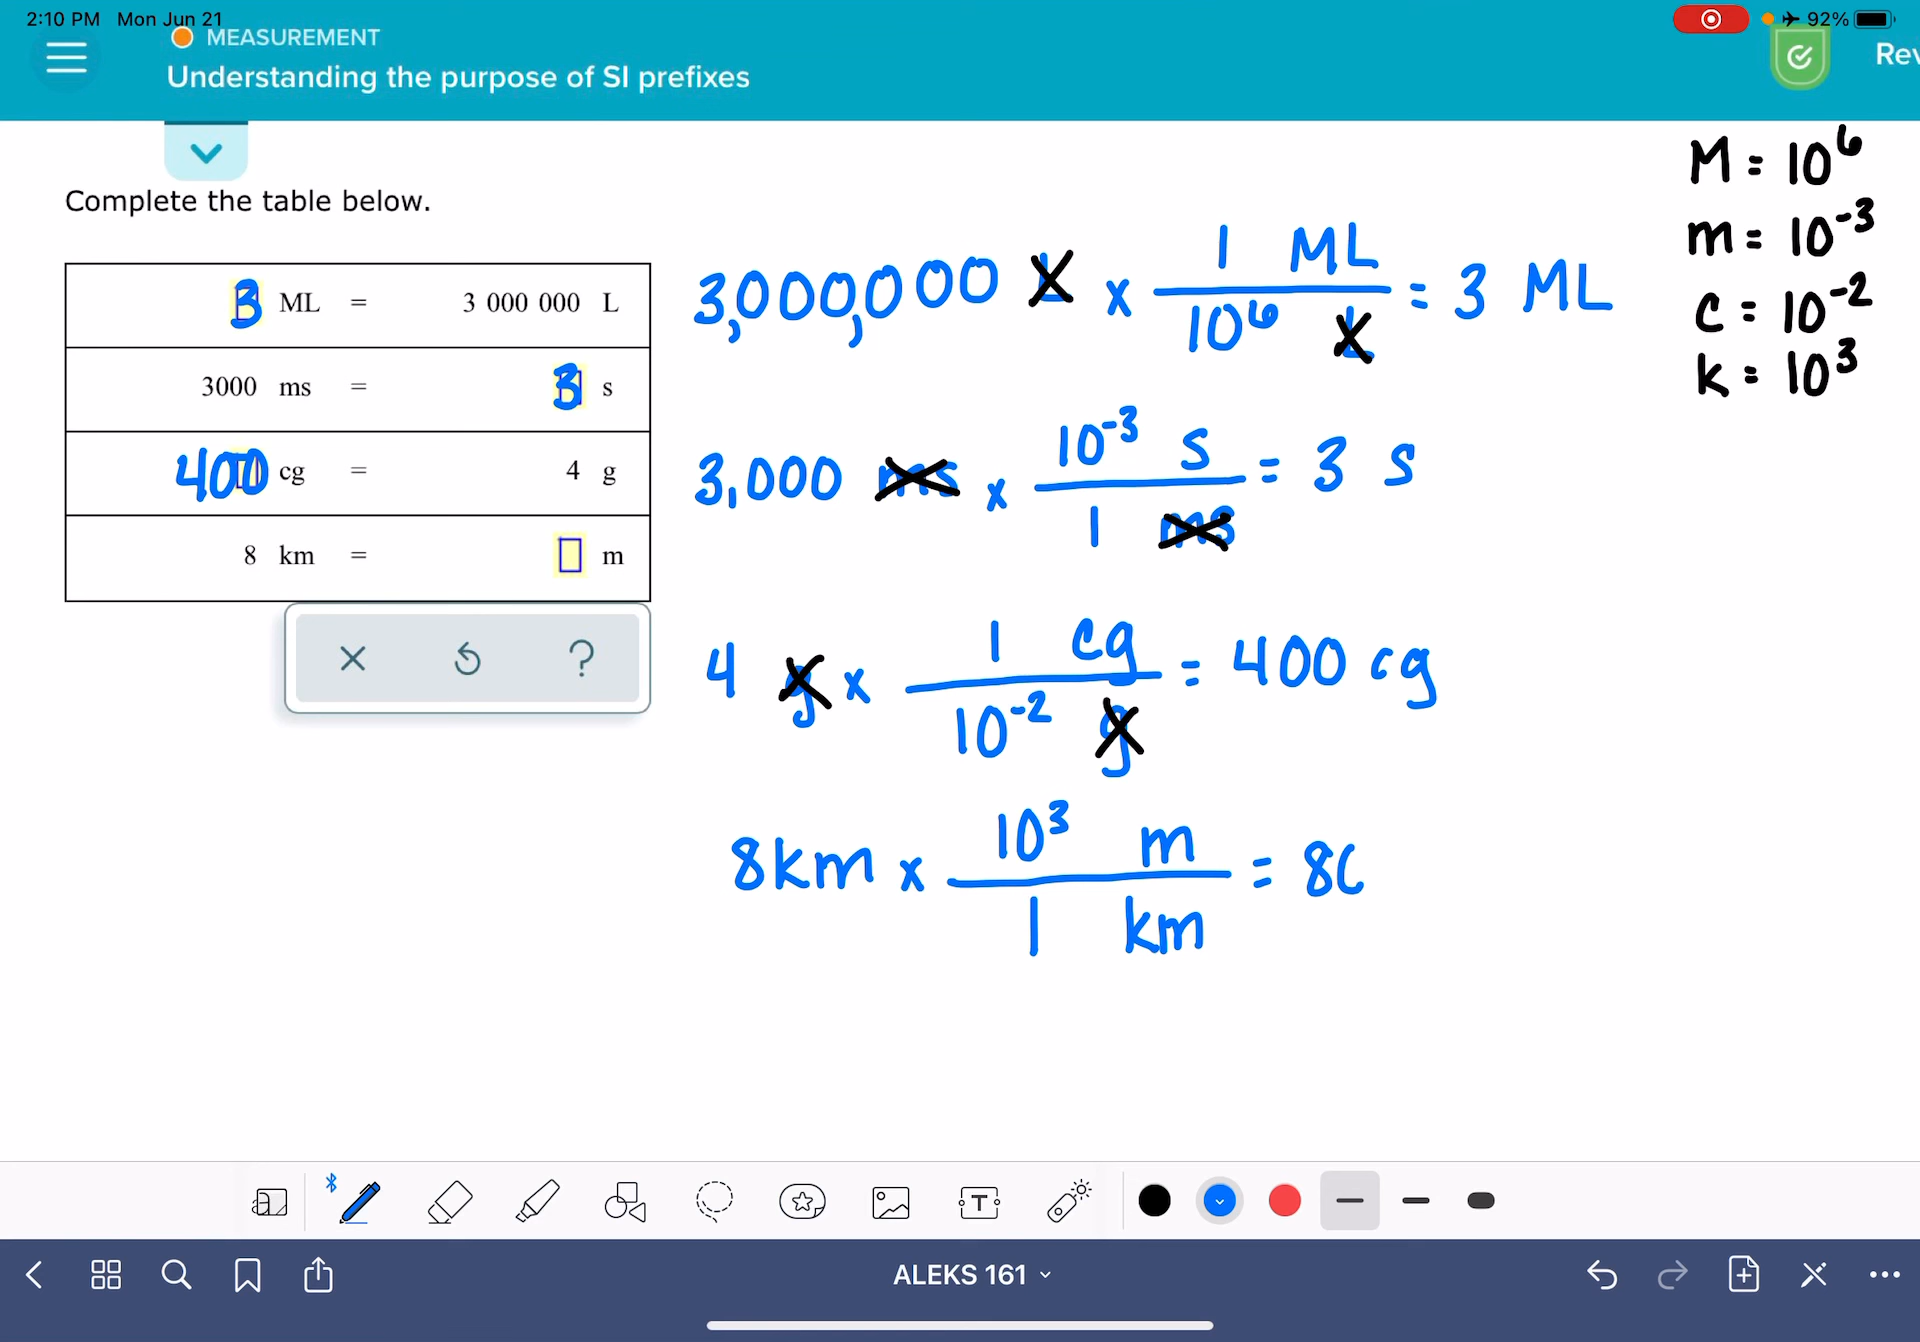 2:10 PM Mon Jun 21
92%
MEASUREMENT
Understanding the purpose of SI prefixes
Rev
Complete the table below.
3 ML = 3 000 000 L
3000 ms = 3 s
400 cg = 4 g
8 km = m
3,000,000 L x 1 ML / 10⁶ L = 3 ML
3,000 ms x 10⁻³ s / 1 ms = 3 s
4 g x 1 cg / 10⁻² g = 400 cg
8km x 10³ m / 1 km = 80
M = 10⁶
m = 10⁻³
c = 10⁻²
k = 10³
ALEKS 161